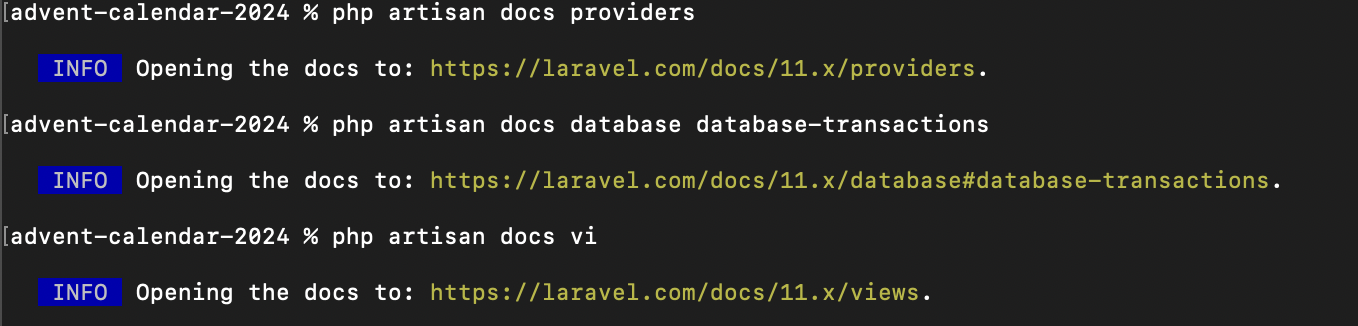 [advent-calendar-2024 % php artisan docs providers
INFO Opening the docs to: https://laravel.com/docs/11.x/providers.
[advent-calendar-2024 % php artisan docs database database-transactions
INFO Opening the docs to: https://laravel.com/docs/11.x/database#database-transactions.
[advent-calendar-2024 % php artisan docs vi
INFO Opening the docs to: https://laravel.com/docs/11.x/views.